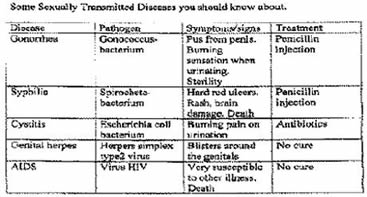 Some Sexually Transmitted Diseases you should know about.
Disease Pathogen Symptoms/signs Treatment
Gonorrhea Gonococcus- Pus from penis. Penicillin
bacterium Burning injection
sensation when
urinating.
Sterility
Syphilis Spirocheta- Hard red ulcers. Penicillin
bacterium Rash, brain injection
damage. Death
Cystitis Escherichia coli Burning pain on Antibiotics
bacterium urination
Genital herpes Herpers simplex Blisters around No cure
type2 virus the genitals
AIDS Virus HIV Very susceptible No cure
to other illness.
Death